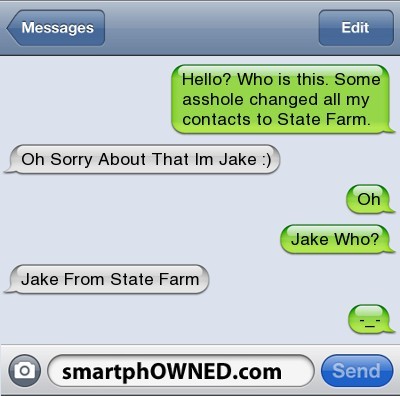 Messages
Edit
Hello? Who is this. Some
asshole changed all my
contacts to State Farm.
Oh Sorry About That Im Jake :)
Oh
Jake Who?
Jake From State Farm
-_-
smartphOWNED.com
Send